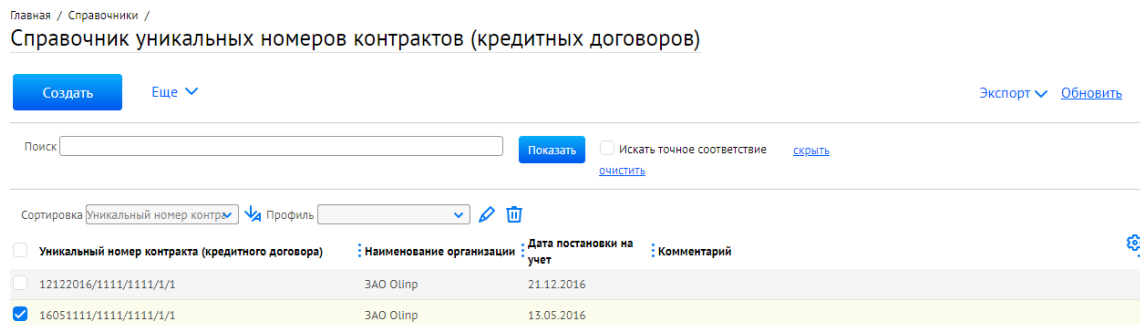 Главная / Справочники /
Справочник уникальных номеров контрактов (кредитных договоров)
Создать Еще Экспорт Обновить
Поиск Показать Искать точное соответствие скрыть
очистить
Сортировка Уникальный номер контра Профиль
Уникальный номер контракта (кредитного договора) Наименование организации Дата постановки на учет Комментарий
12122016/1111/1111/1/1 ЗАО Olinp 21.12.2016
16051111/1111/1111/1/1 ЗАО Olinp 13.05.2016